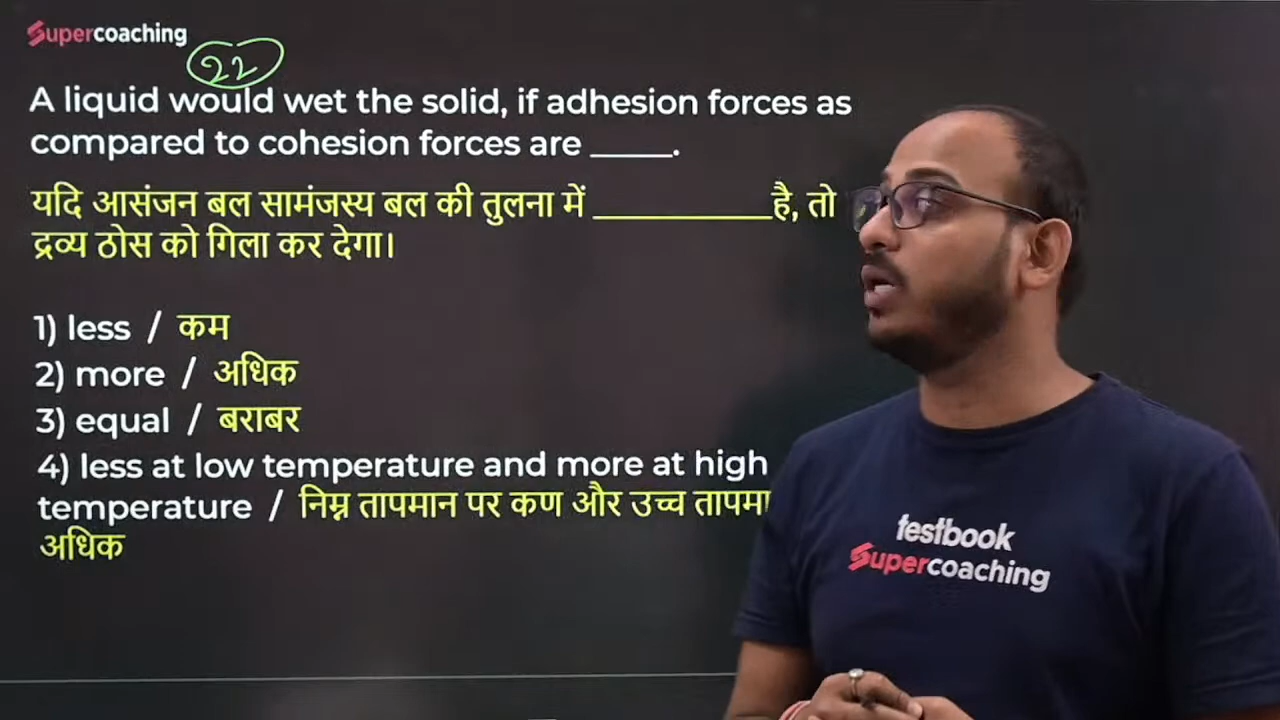 Supercoaching
22
A liquid would wet the solid, if adhesion forces as
compared to cohesion forces are _____.
यदि आसंजन बल सामंजस्य बल की तुलना में __________है, तो
द्रव्य ठोस को गिला कर देगा।
1) less / कम
2) more / अधिक
3) equal / बराबर
4) less at low temperature and more at high
temperature / निम्न तापमान पर कण और उच्च
अधिक
testbook
Supercoaching